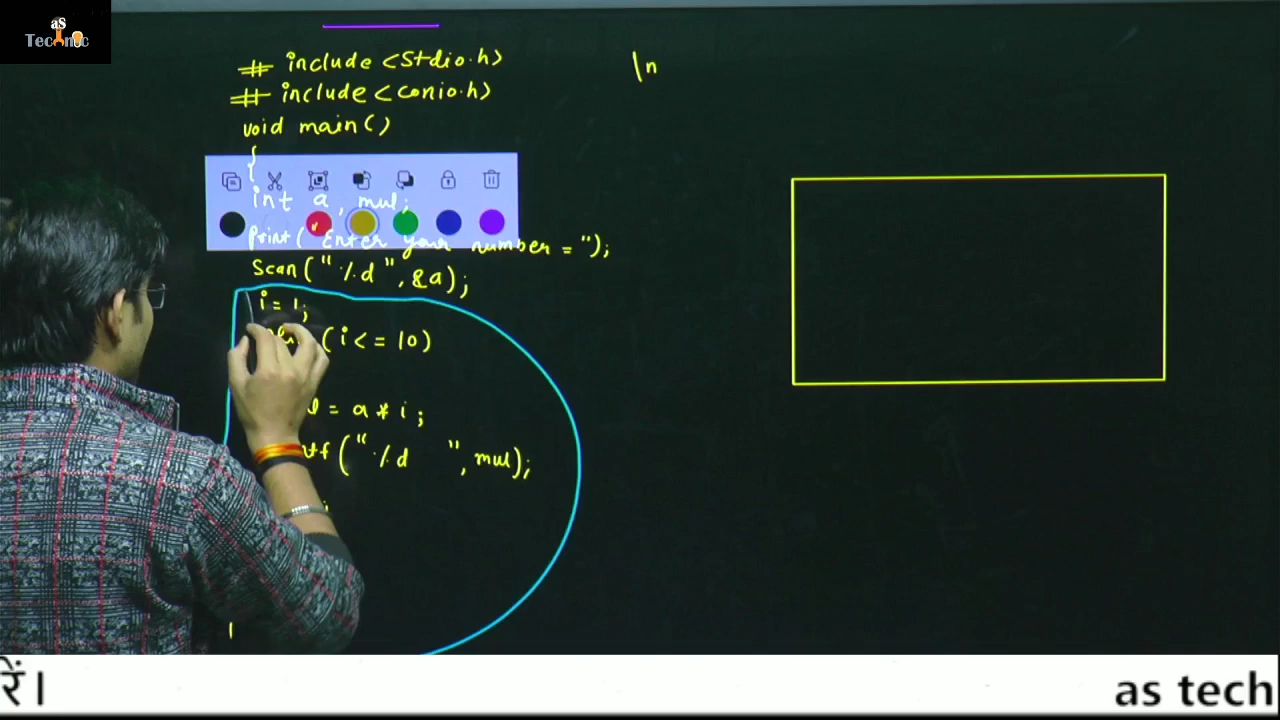 as
Tecnic
# include <stdio.h>
# include <conio.h>
void main()
{
int a, mul;
Print("Enter your number = ");
Scan("%d", &a);
i = 1;
(i <= 10)
= a * i;
("%d ", mul);
\n
रें।
as tech